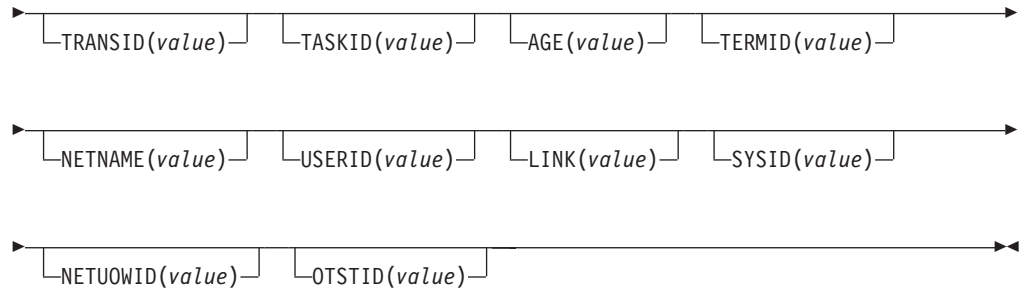 TRANSID(value) TASKID(value) AGE(value) TERMID(value)
NETNAME(value) USERID(value) LINK(value) SYSID(value)
NETUOWID(value) OTSTID(value)